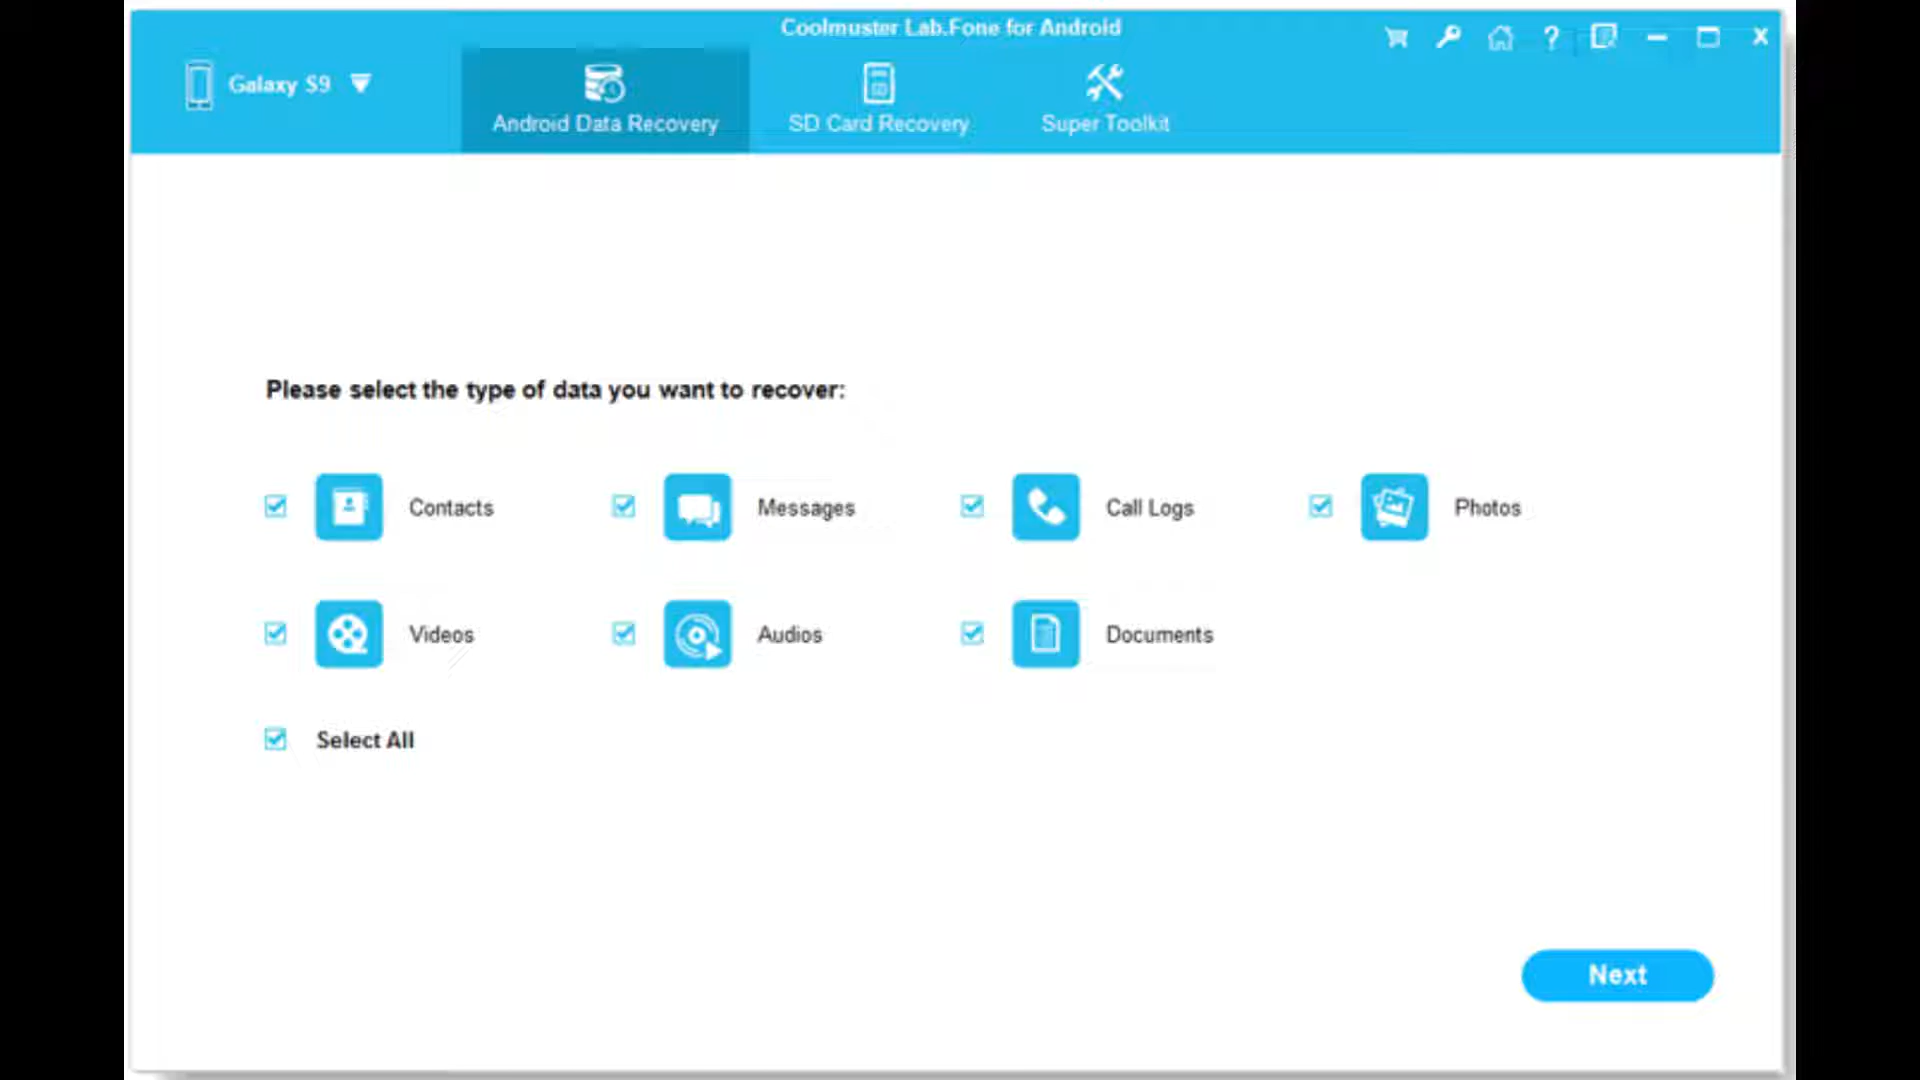 Coolmuster Lab.Fone for Android
Galaxy S9
Android Data Recovery
SD Card Recovery
Super Toolkit
Please select the type of data you want to recover:
Contacts
Messages
Call Logs
Photos
Videos
Audios
Documents
Select All
Next